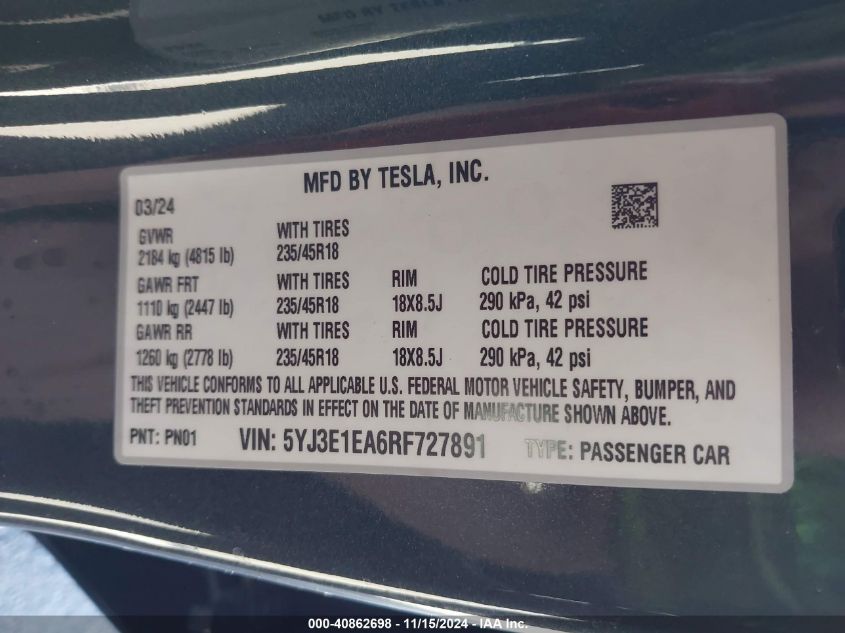 MFD BY TESLA, INC.
03/24
GVWR WITH TIRES
2184 kg (4815 lb) 235/45R18
GAWR FRT WITH TIRES RIM COLD TIRE PRESSURE
1110 kg (2447 lb) 235/45R18 18X8.5J 290 kPa, 42 psi
GAWR RR WITH TIRES RIM COLD TIRE PRESSURE
1260 kg (2778 lb) 235/45R18 18X8.5J 290 kPa, 42 psi
THIS VEHICLE CONFORMS TO ALL APPLICABLE U.S. FEDERAL MOTOR VEHICLE SAFETY, BUMPER, AND
THEFT PREVENTION STANDARDS IN EFFECT ON THE DATE OF MANUFACTURE SHOWN ABOVE.
PNT: PN01 VIN: 5YJ3E1EA6RF727891 TYPE: PASSENGER CAR
000-40862698 - 11/15/2024 - IAA Inc.